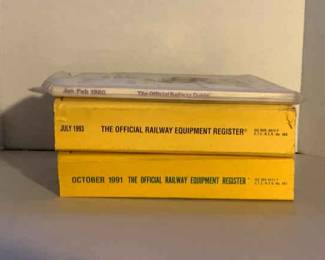 Jan Feb 1980 The Official Railway Guide
JULY 1993 THE OFFICIAL RAILWAY EQUIPMENT REGISTER®
OCTOBER 1991 THE OFFICIAL RAILWAY EQUIPMENT REGISTER®